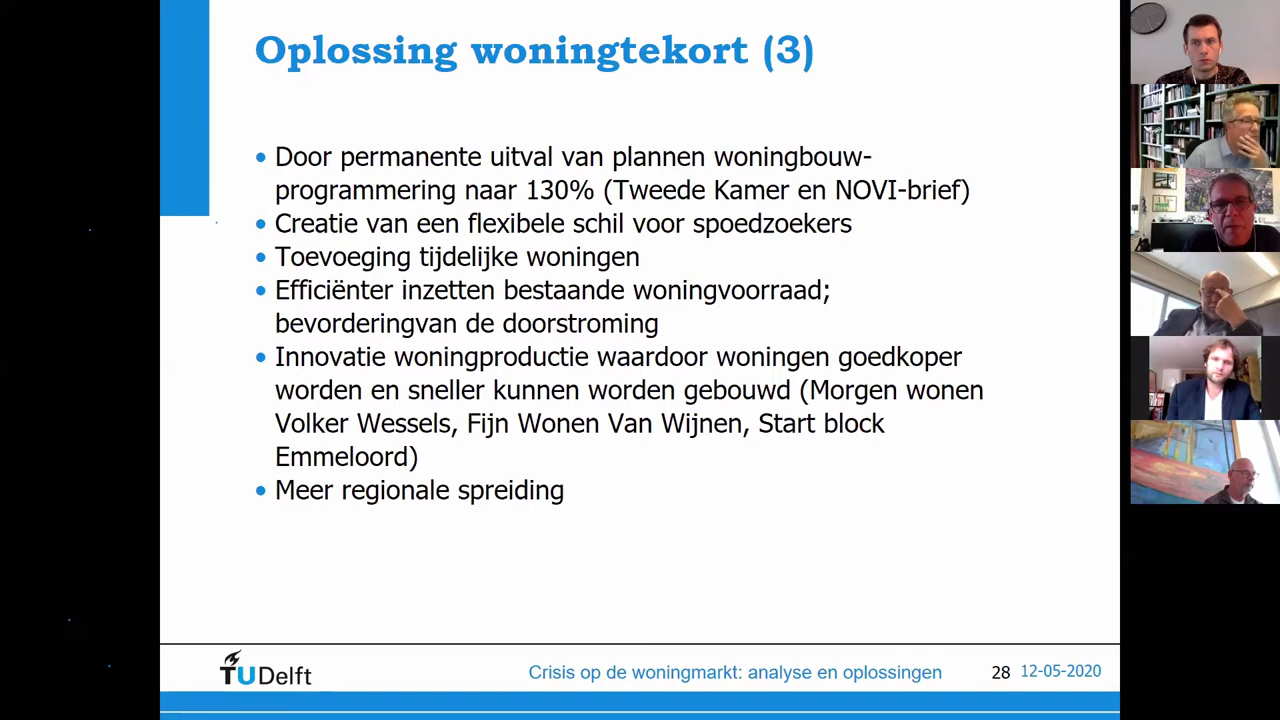 Oplossing woningtekort (3)
• Door permanente uitval van plannen woningbouw-
programmering naar 130% (Tweede Kamer en NOVI-brief)
• Creatie van een flexibele schil voor spoedzoekers
• Toevoeging tijdelijke woningen
• Efficiënter inzetten bestaande woningvoorraad;
bevorderingvan de doorstroming
• Innovatie woningproductie waardoor woningen goedkoper
worden en sneller kunnen worden gebouwd (Morgen wonen
Volker Wessels, Fijn Wonen Van Wijnen, Start block
Emmeloord)
• Meer regionale spreiding
TUDelft
Crisis op de woningmarkt: analyse en oplossingen
28
12-05-2020